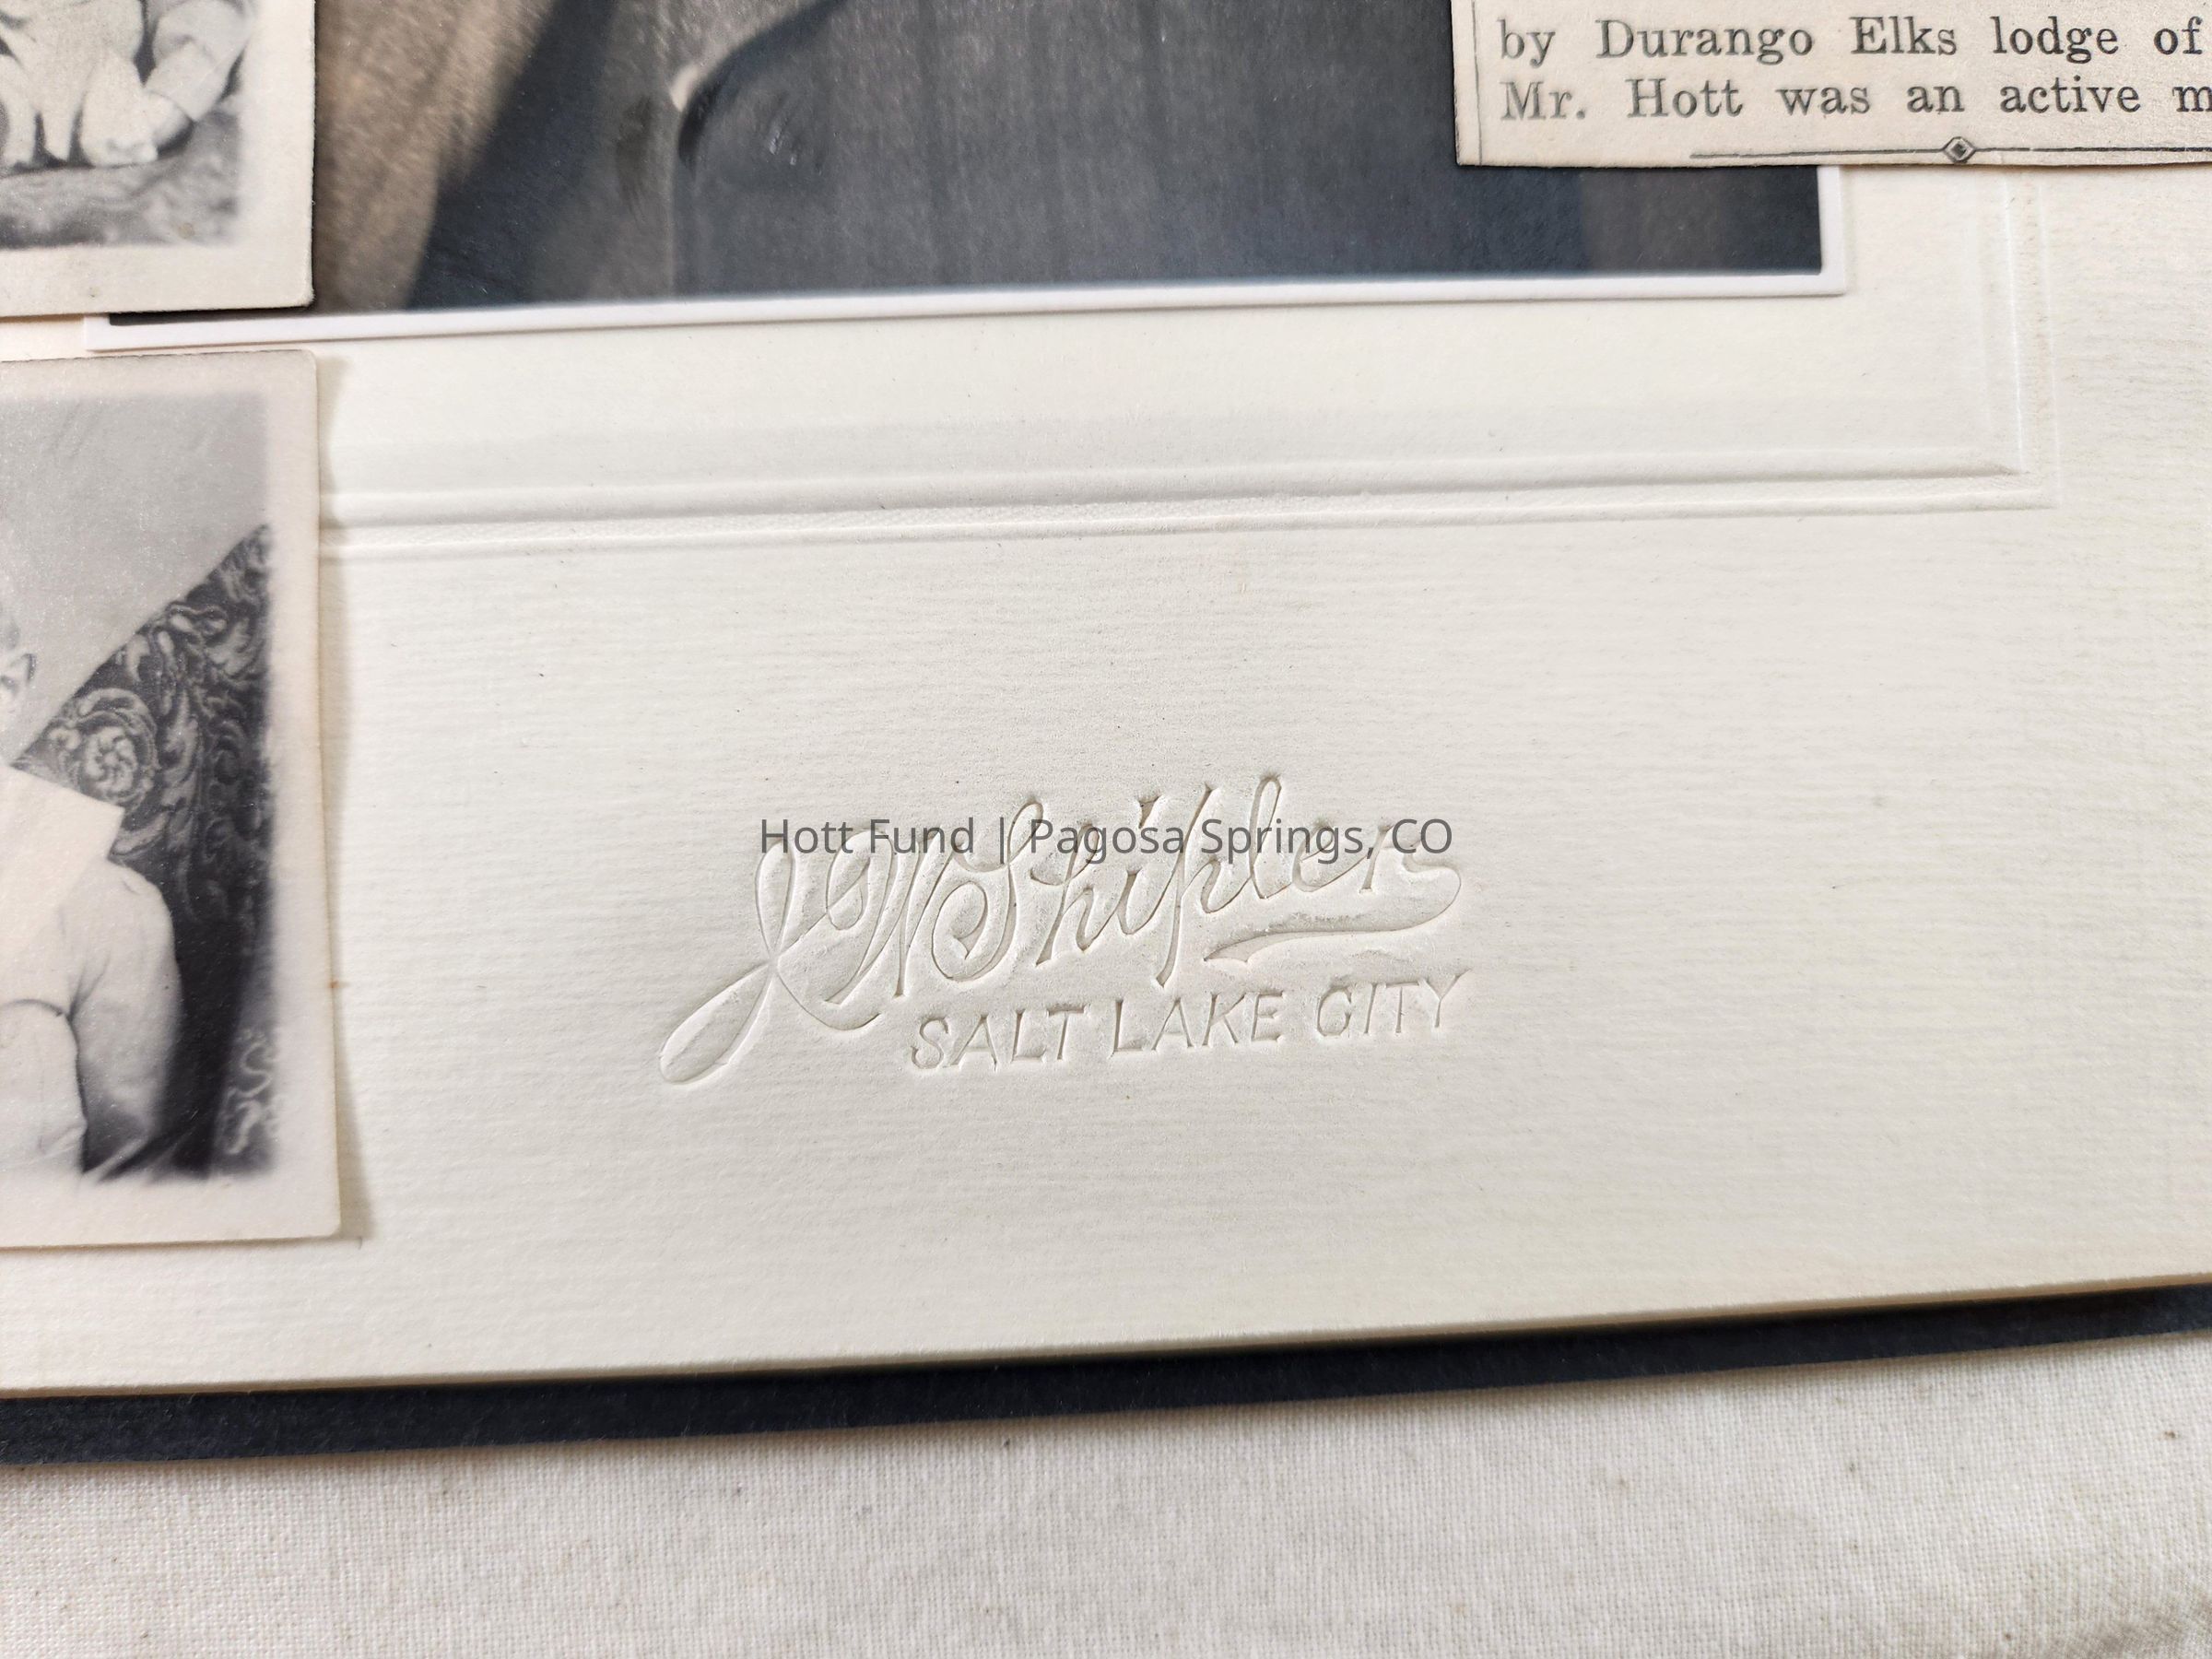 by Durango Elks lodge of
Mr. Hott was an active m
Hott Fund | Pagosa Springs, CO
J W Shipler
SALT LAKE CITY